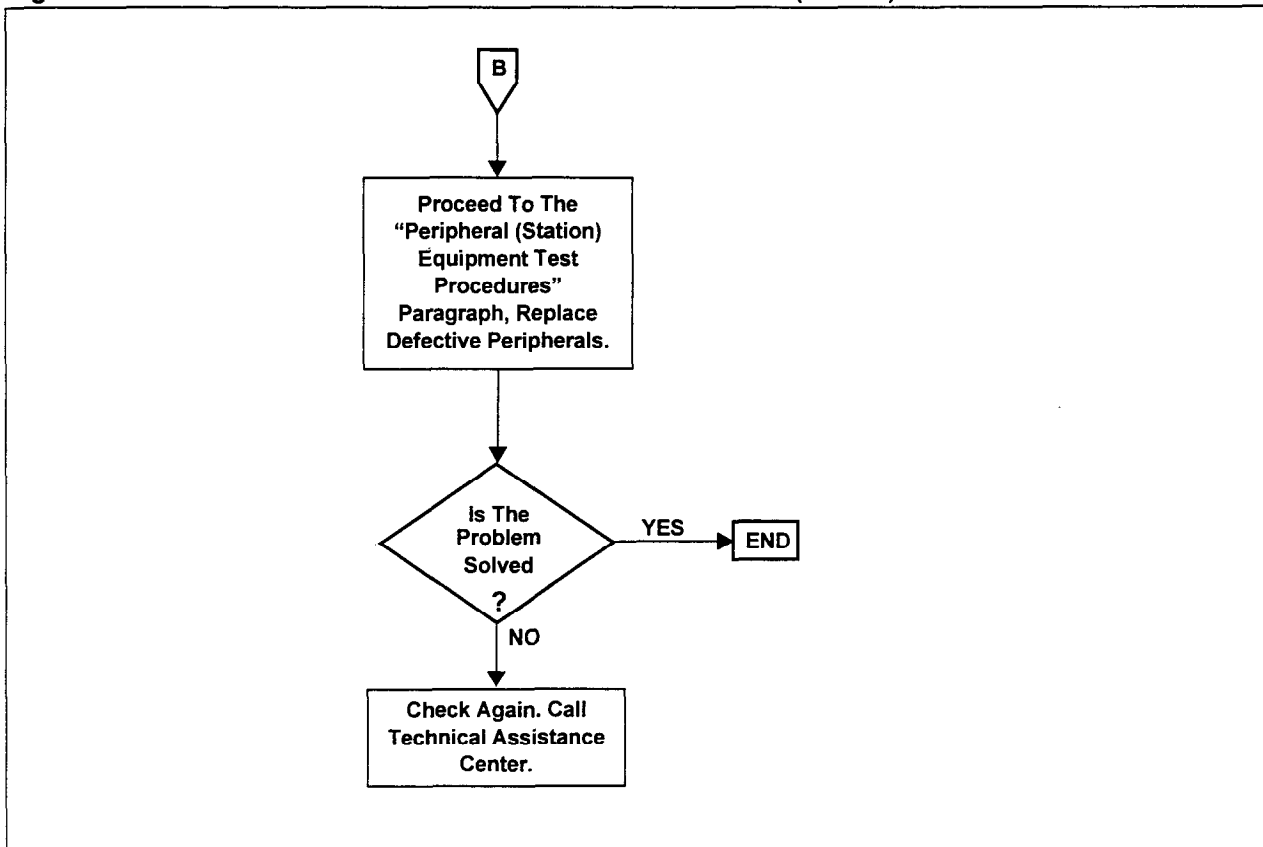 B
Proceed To The
“Peripheral (Station)
Equipment Test
Procedures”
Paragraph, Replace
Defective Peripherals.
Is The
Problem
Solved
?
YES
END
NO
Check Again. Call
Technical Assistance
Center.